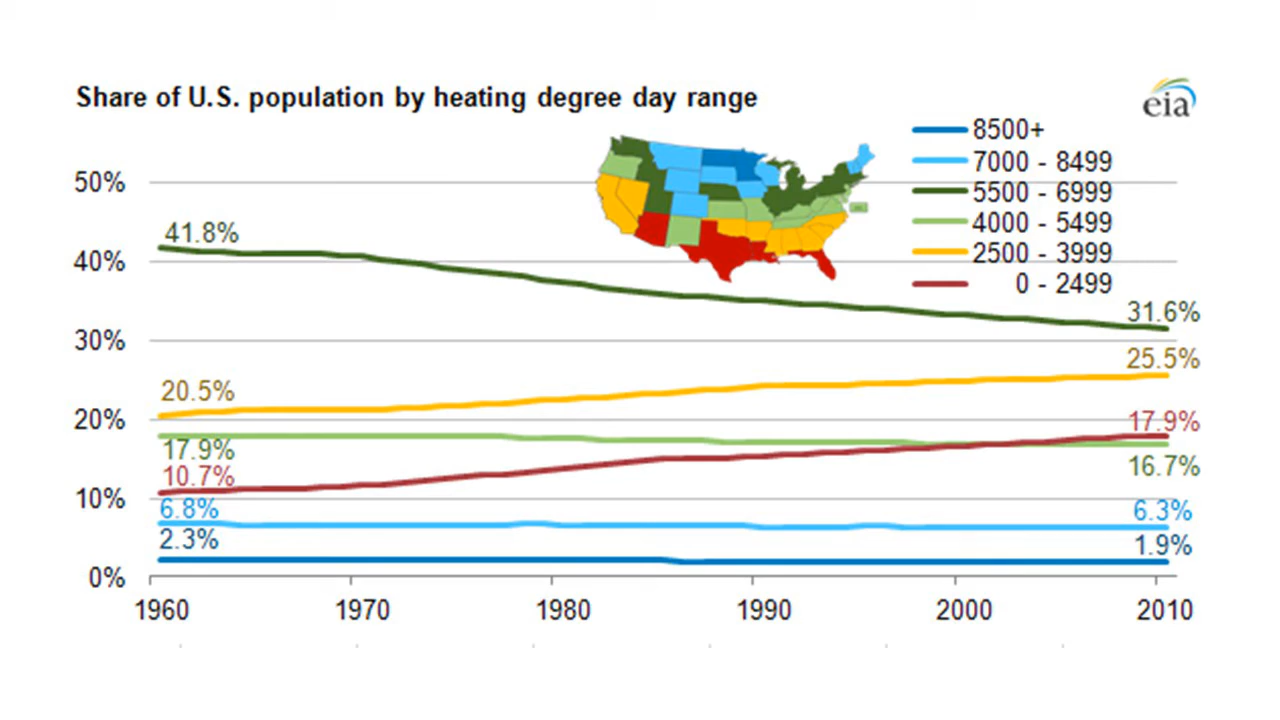 Share of U.S. population by heating degree day range
eia
8500+
7000 - 8499
5500 - 6999
4000 - 5499
2500 - 3999
0 - 2499
50%
40%
30%
20%
10%
0%
41.8%
31.6%
20.5%
25.5%
17.9%
16.7%
10.7%
17.9%
6.8%
6.3%
2.3%
1.9%
1960 1970 1980 1990 2000 2010